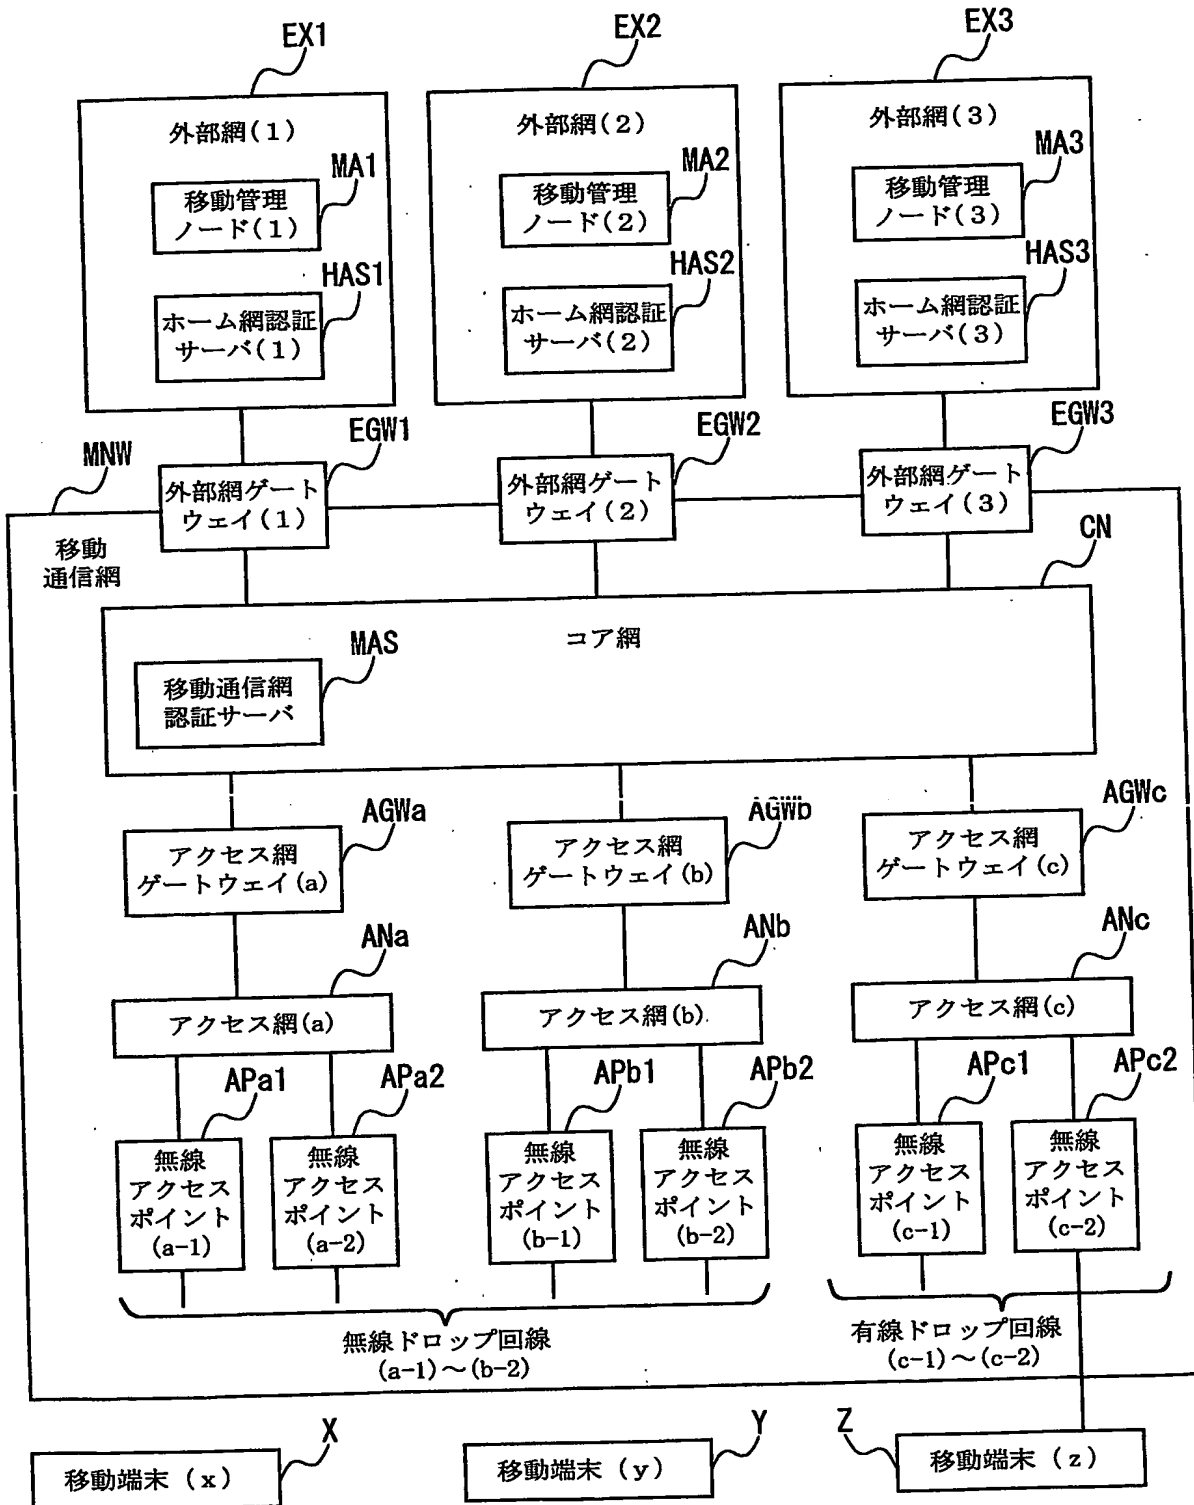 EX1
EX2
EX3
外部網(1)
外部網(2)
外部網(3)
MA1
MA2
MA3
移動管理
ノード(1)
移動管理
ノード(2)
移動管理
ノード(3)
HAS1
HAS2
HAS3
ホーム網認証
サーバ(1)
ホーム網認証
サーバ(2)
ホーム網認証
サーバ(3)
MNW
EGW1
EGW2
EGW3
外部網ゲート
ウェイ(1)
外部網ゲート
ウェイ(2)
外部網ゲート
ウェイ(3)
移動
通信網
CN
コア網
MAS
移動通信網
認証サーバ
AGWa
AGWb
AGWc
アクセス網
ゲートウェイ(a)
アクセス網
ゲートウェイ(b)
アクセス網
ゲートウェイ(c)
ANa
ANb
ANc
アクセス網(a)
アクセス網(b)
アクセス網(c)
APa1
APa2
APb1
APb2
APc1
APc2
無線
アクセス
ポイント
(a-1)
無線
アクセス
ポイント
(a-2)
無線
アクセス
ポイント
(b-1)
無線
アクセス
ポイント
(b-2)
無線
アクセス
ポイント
(c-1)
無線
アクセス
ポイント
(c-2)
無線ドロップ回線
(a-1)～(b-2)
有線ドロップ回線
(c-1)～(c-2)
X
Y
Z
移動端末(x)
移動端末(y)
移動端末(z)